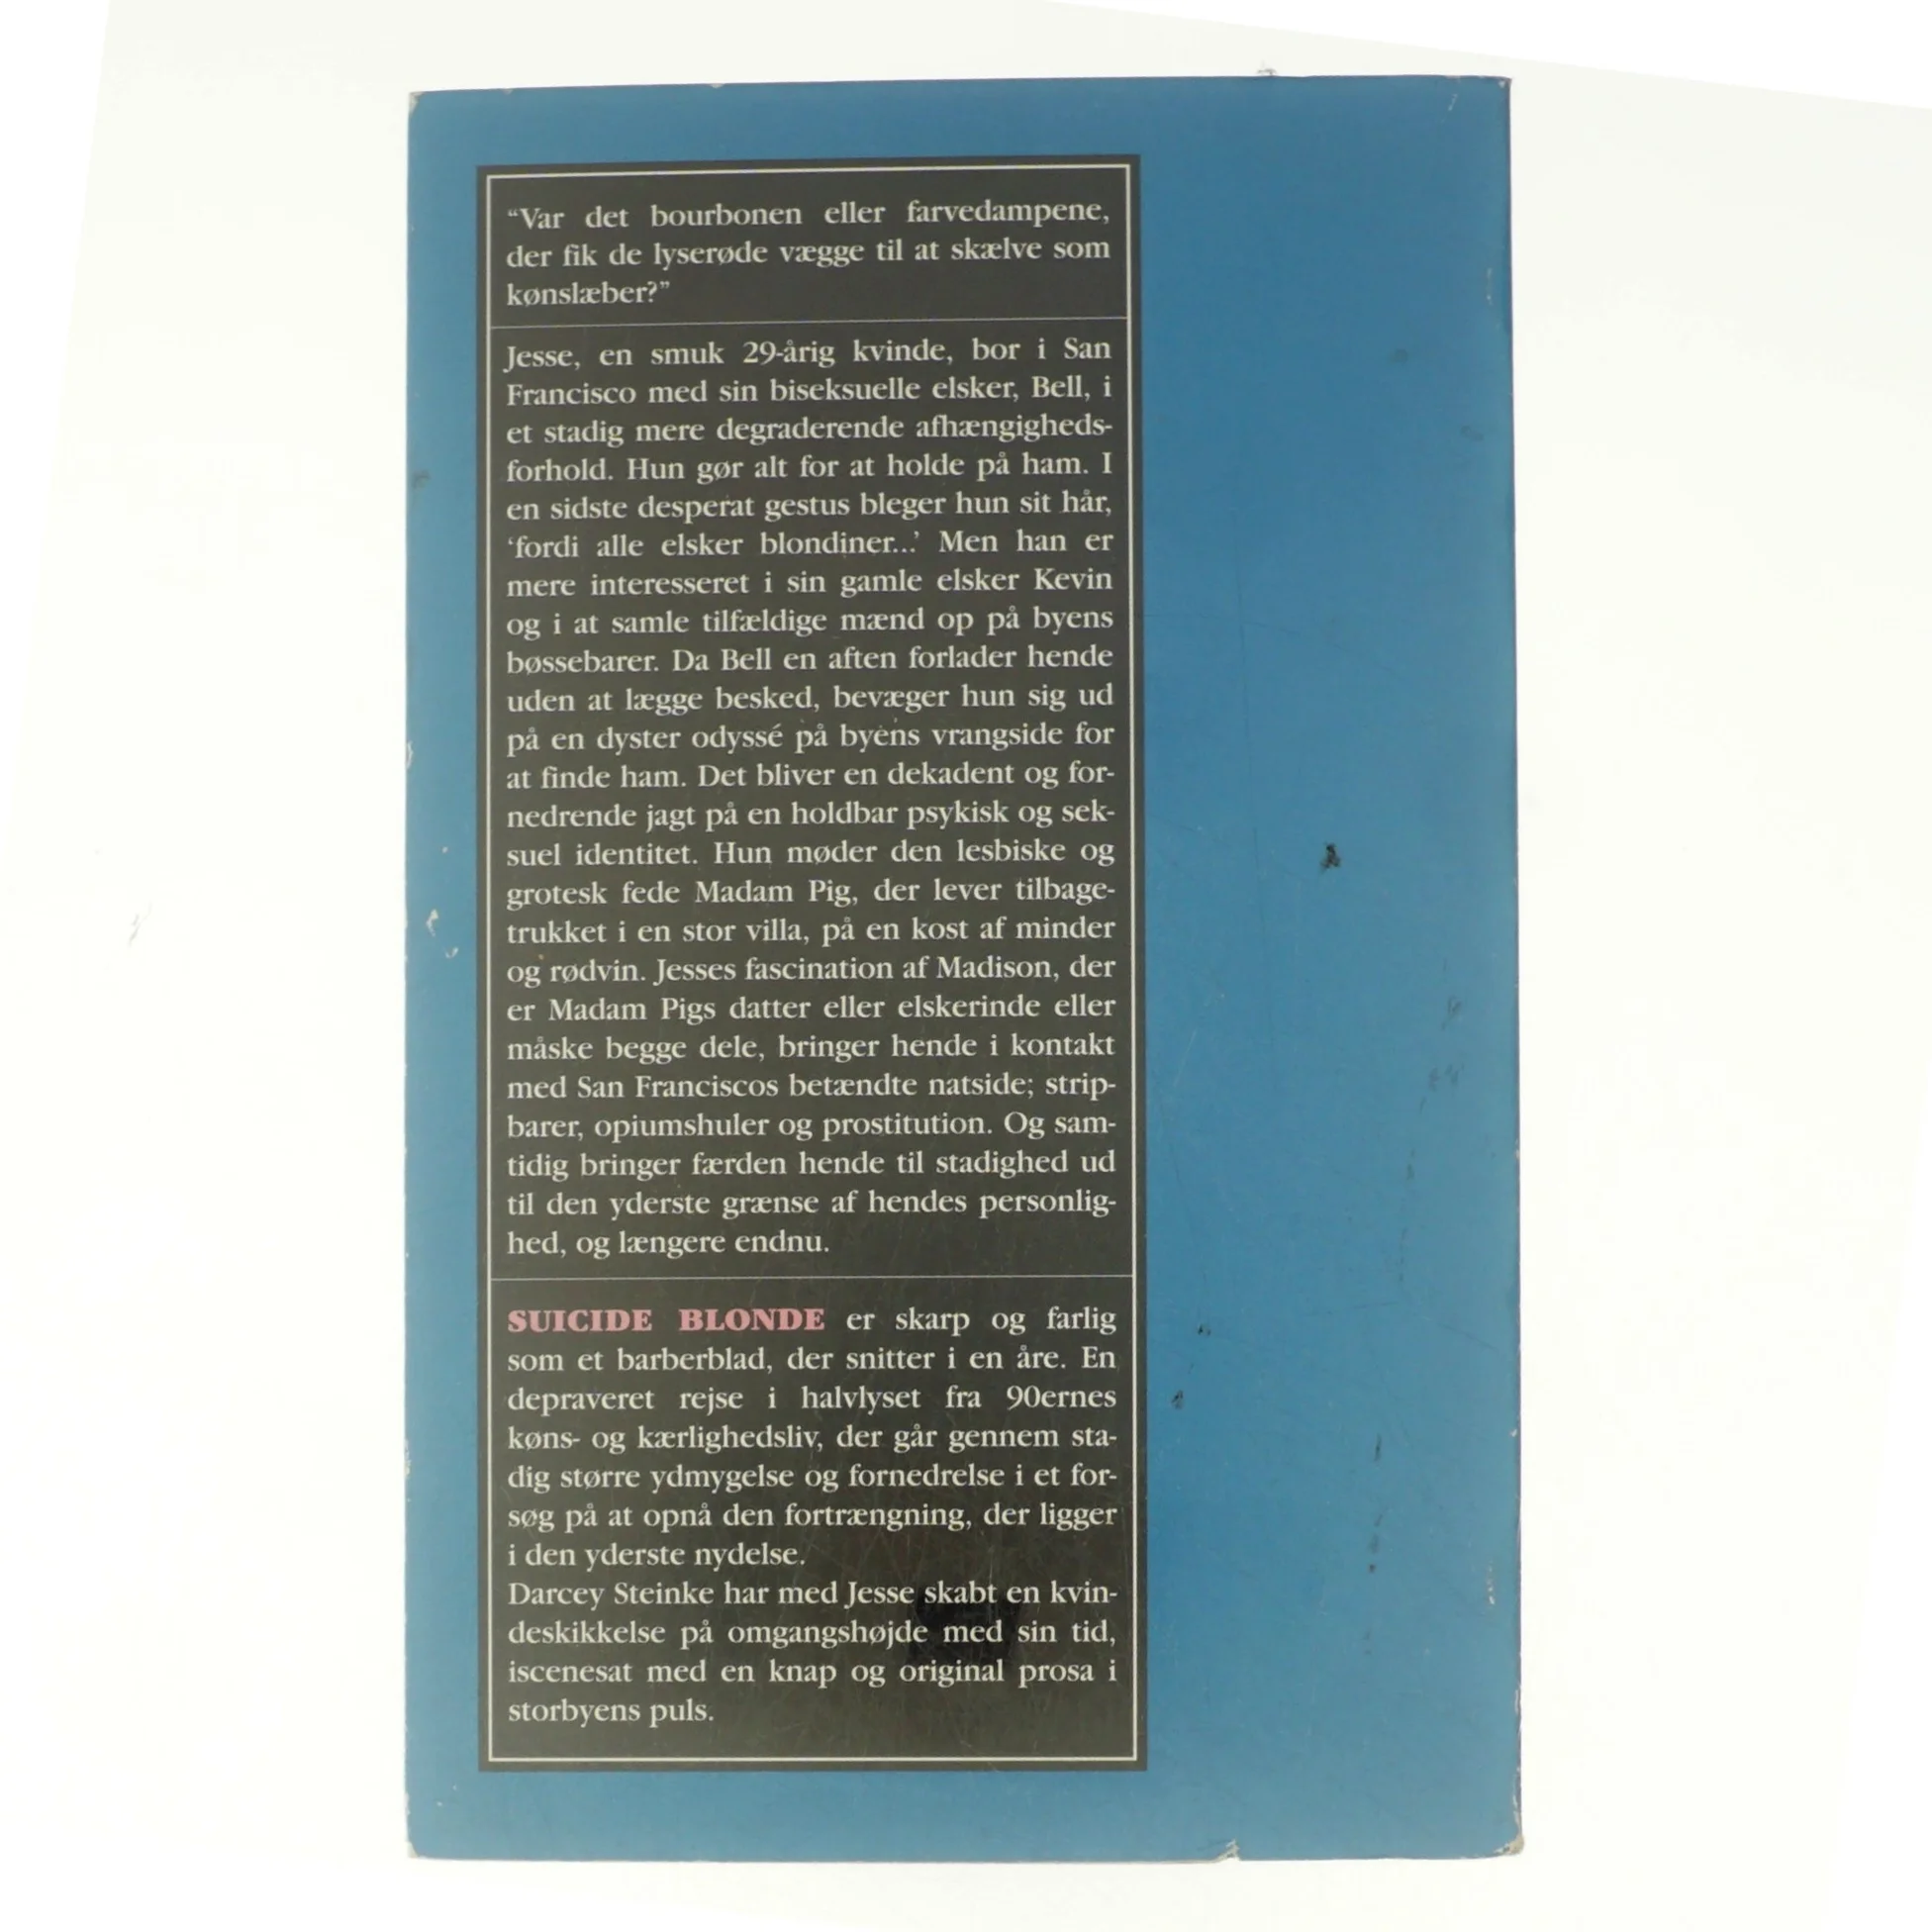 “Var det bourbonen eller farvedampene,
der fik de lyserøde vægge til at skælve som
kønslæber?”
Jesse, en smuk 29-årig kvinde, bor i San
Francisco med sin biseksuelle elsker, Bell, i
et stadig mere degraderende afhængigheds-
forhold. Hun gør alt for at holde på ham. I
en sidste desperat gestus bleger hun sit hår,
‘fordi alle elsker blondiner...’ Men han er
mere interesseret i sin gamle elsker Kevin
og i at samle tilfældige mænd op på byens
bøssebarer. Da Bell en aften forlader hende
uden at lægge besked, bevæger hun sig ud
på en dyster odyssé på byens vrangside for
at finde ham. Det bliver en dekadent og for-
nedrende jagt på en holdbar psykisk og sek-
suel identitet. Hun møder den lesbiske og
grotesk fede Madam Pig, der lever tilbage-
trukket i en stor villa, på en kost af minder
og rødvin. Jesses fascination af Madison, der
er Madam Pigs datter eller elskerinde eller
måske begge dele, bringer hende i kontakt
med San Franciscos betændte natside; strip-
barer, opiumshuler og prostitution. Og sam-
tidig bringer færden hende til stadighed ud
til den yderste grænse af hendes personlig-
hed, og længere endnu.
SUICIDE BLONDE er skarp og farlig
som et barberblad, der snitter i en åre. En
depraveret rejse i halvlyset fra 90ernes
køns- og kærlighedsliv, der går gennem sta-
dig større ydmygelse og fornedrelse i et for-
søg på at opnå den fortrængning, der ligger
i den yderste nydelse.
Darcey Steinke har med Jesse skabt en kvin-
deskikkelse på omgangshøjde med sin tid,
iscenesat med en knap og original prosa i
storbyens puls.